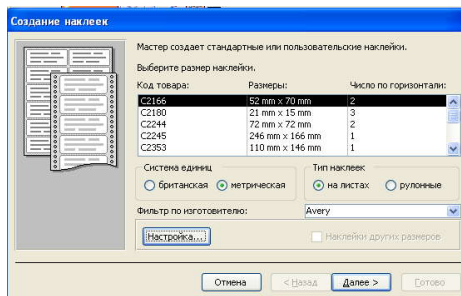 Создание наклеек
Мастер создает стандартные или пользовательские наклейки.
Выберите размер наклейки.
Код товара: Размеры: Число по горизонтали:
C2166 52 mm x 70 mm 2
C2180 21 mm x 15 mm 3
C2244 72 mm x 72 mm 2
C2245 246 mm x 166 mm 1
C2353 110 mm x 146 mm 1
Система единиц Тип наклеек
британская метрическая на листах рулонные
Фильтр по изготовителю: Avery
Настройка... Наклейки других размеров
Отмена < Назад Далее > Готово